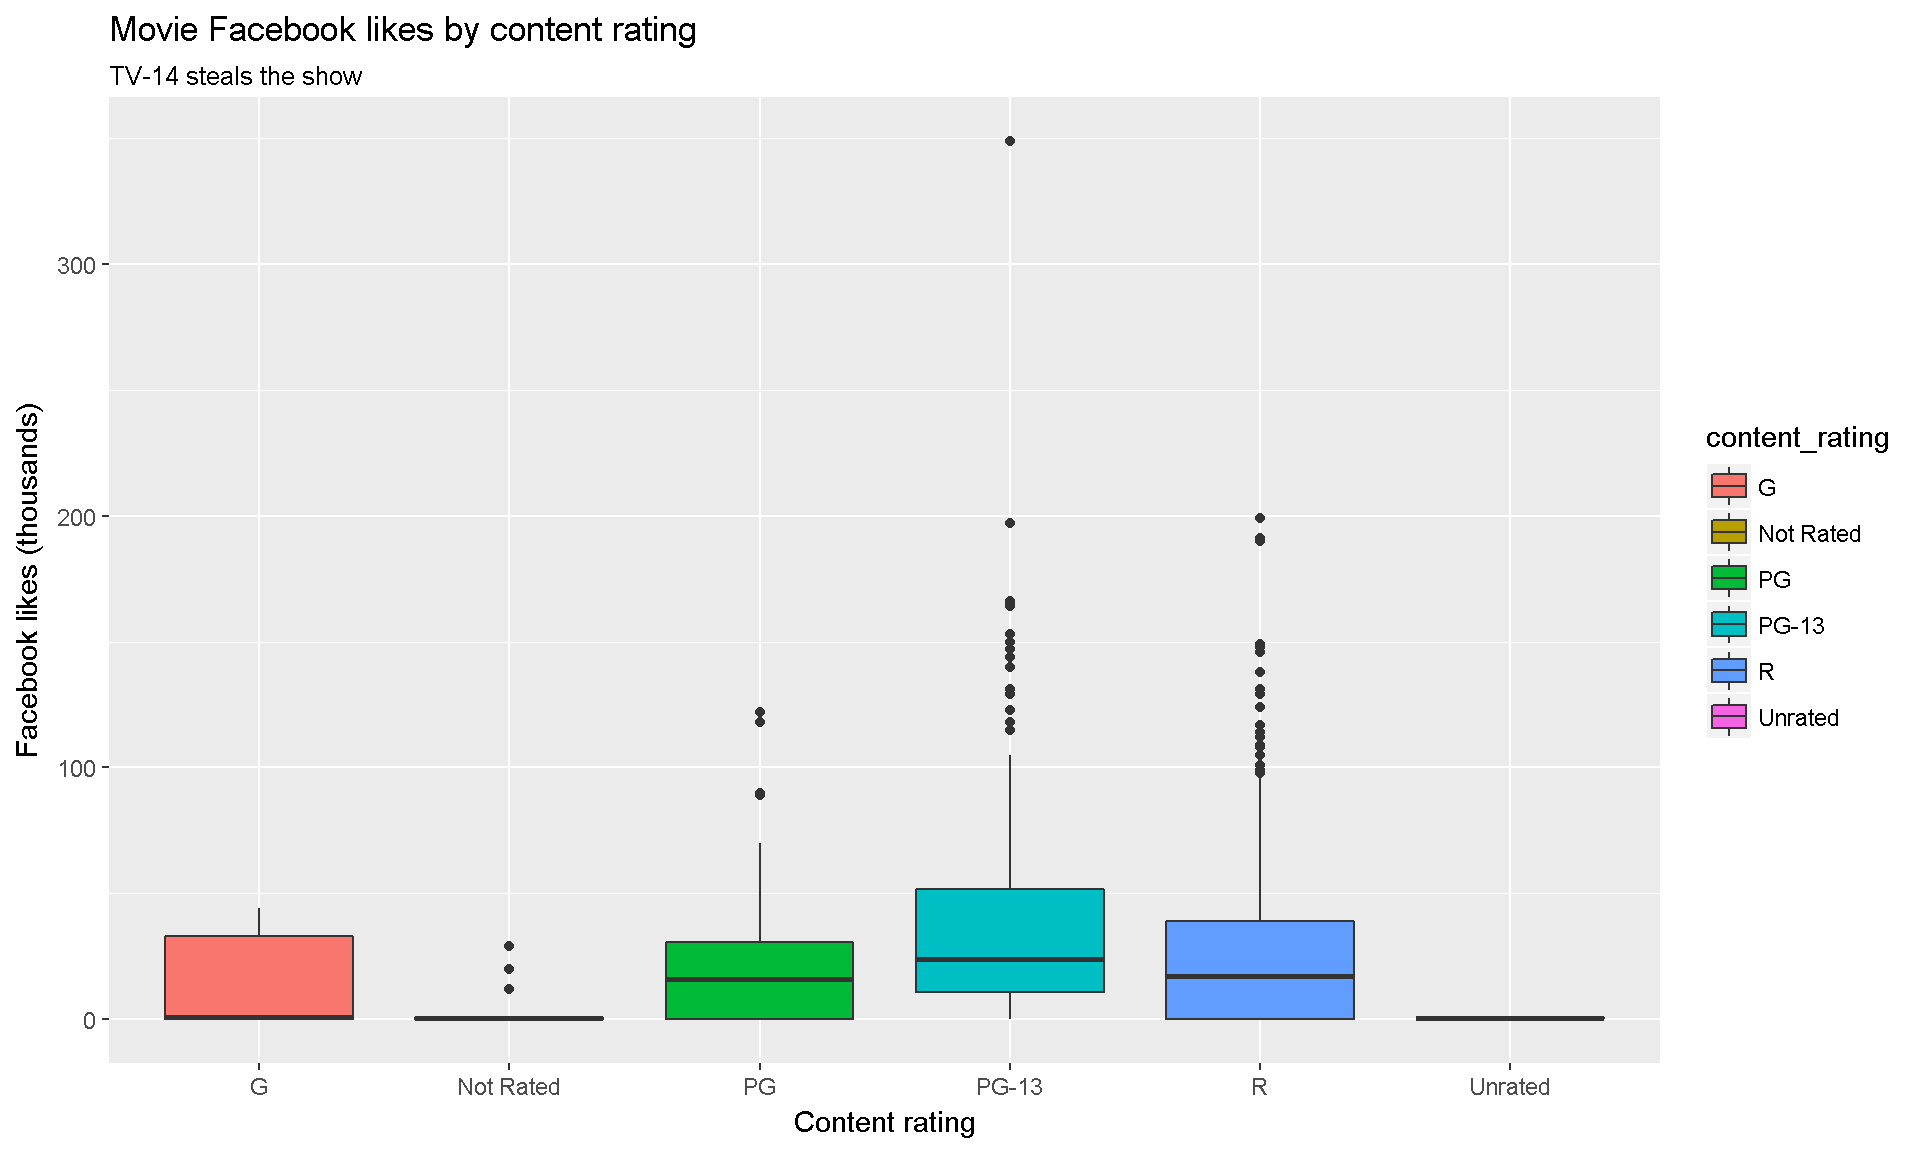 Movie Facebook likes by content rating
TV-14 steals the show
Facebook likes (thousands)
300
200
100
0
G
Not Rated
PG
PG-13
R
Unrated
Content rating
content_rating
G
Not Rated
PG
PG-13
R
Unrated